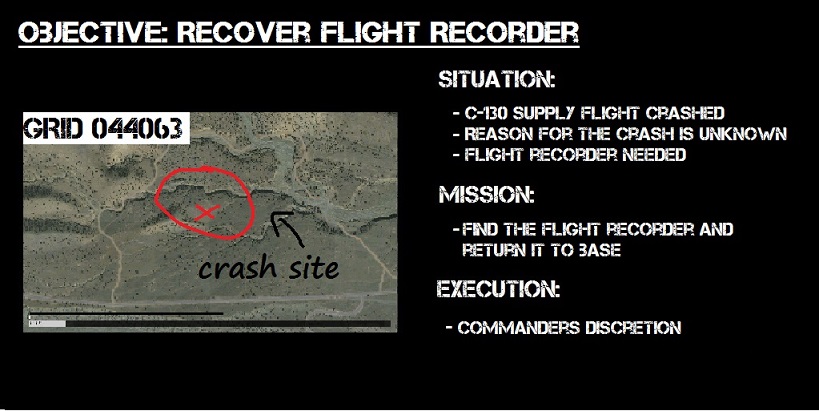 OBJECTIVE: RECOVER FLIGHT RECORDER
SITUATION:
- C-130 SUPPLY FLIGHT CRASHED
- REASON FOR THE CRASH IS UNKNOWN
- FLIGHT RECORDER NEEDED
MISSION:
- FIND THE FLIGHT RECORDER AND
RETURN IT TO BASE
EXECUTION:
- COMMANDERS DISCRETION
GRID 044063
crash site